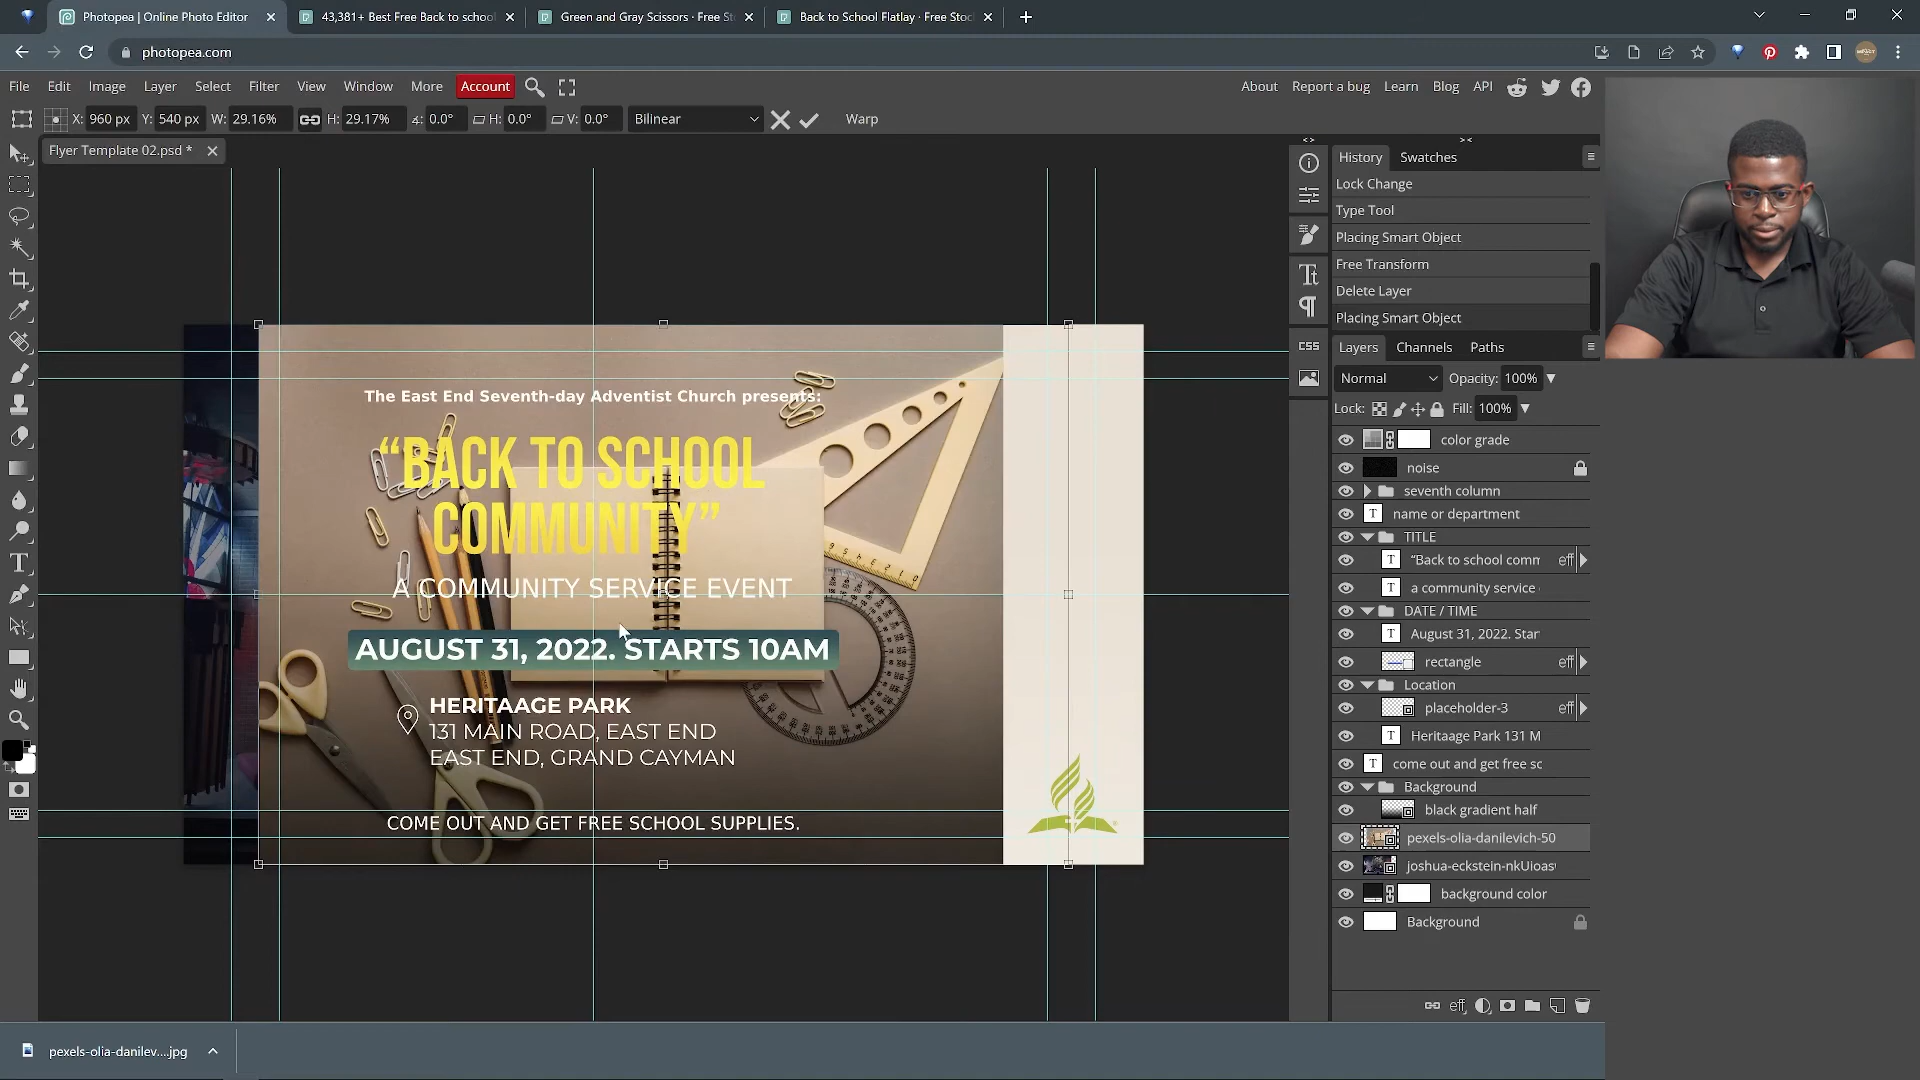 Photopea | Online Photo Editor
43,381+ Best Free Back to school
Green and Gray Scissors · Free St
Back to School Flatlay · Free Stoc
photopea.com
File Edit Image Layer Select Filter View Window More Account
About Report a bug Learn Blog API
X: 960 px Y: 540 px W: 29.16% H: 29.17% 0.0° H: 0.0° V: 0.0° Bilinear Warp
Flyer Template 02.psd *
History Swatches
Lock Change
Type Tool
Placing Smart Object
Free Transform
Delete Layer
Placing Smart Object
Layers Channels Paths
Normal Opacity: 100%
Lock: Fill: 100%
color grade
noise
seventh column
T name or department
TITLE
T “Back to school comm eff
T a community service
DATE / TIME
T August 31, 2022. Star
rectangle eff
Location
placeholder-3 eff
T Heritaage Park 131 M
T come out and get free sc
Background
black gradient half
pexels-olia-danilevich-50
joshua-eckstein-nkUioas
background color
Background
eff
CSS
The East End Seventh-day Adventist Church presents:
“BACK TO SCHOOL
COMMUNITY”
A COMMUNITY SERVICE EVENT
AUGUST 31, 2022. STARTS 10AM
HERITAAGE PARK
131 MAIN ROAD, EAST END
EAST END, GRAND CAYMAN
COME OUT AND GET FREE SCHOOL SUPPLIES.
pexels-olia-danilev....jpg